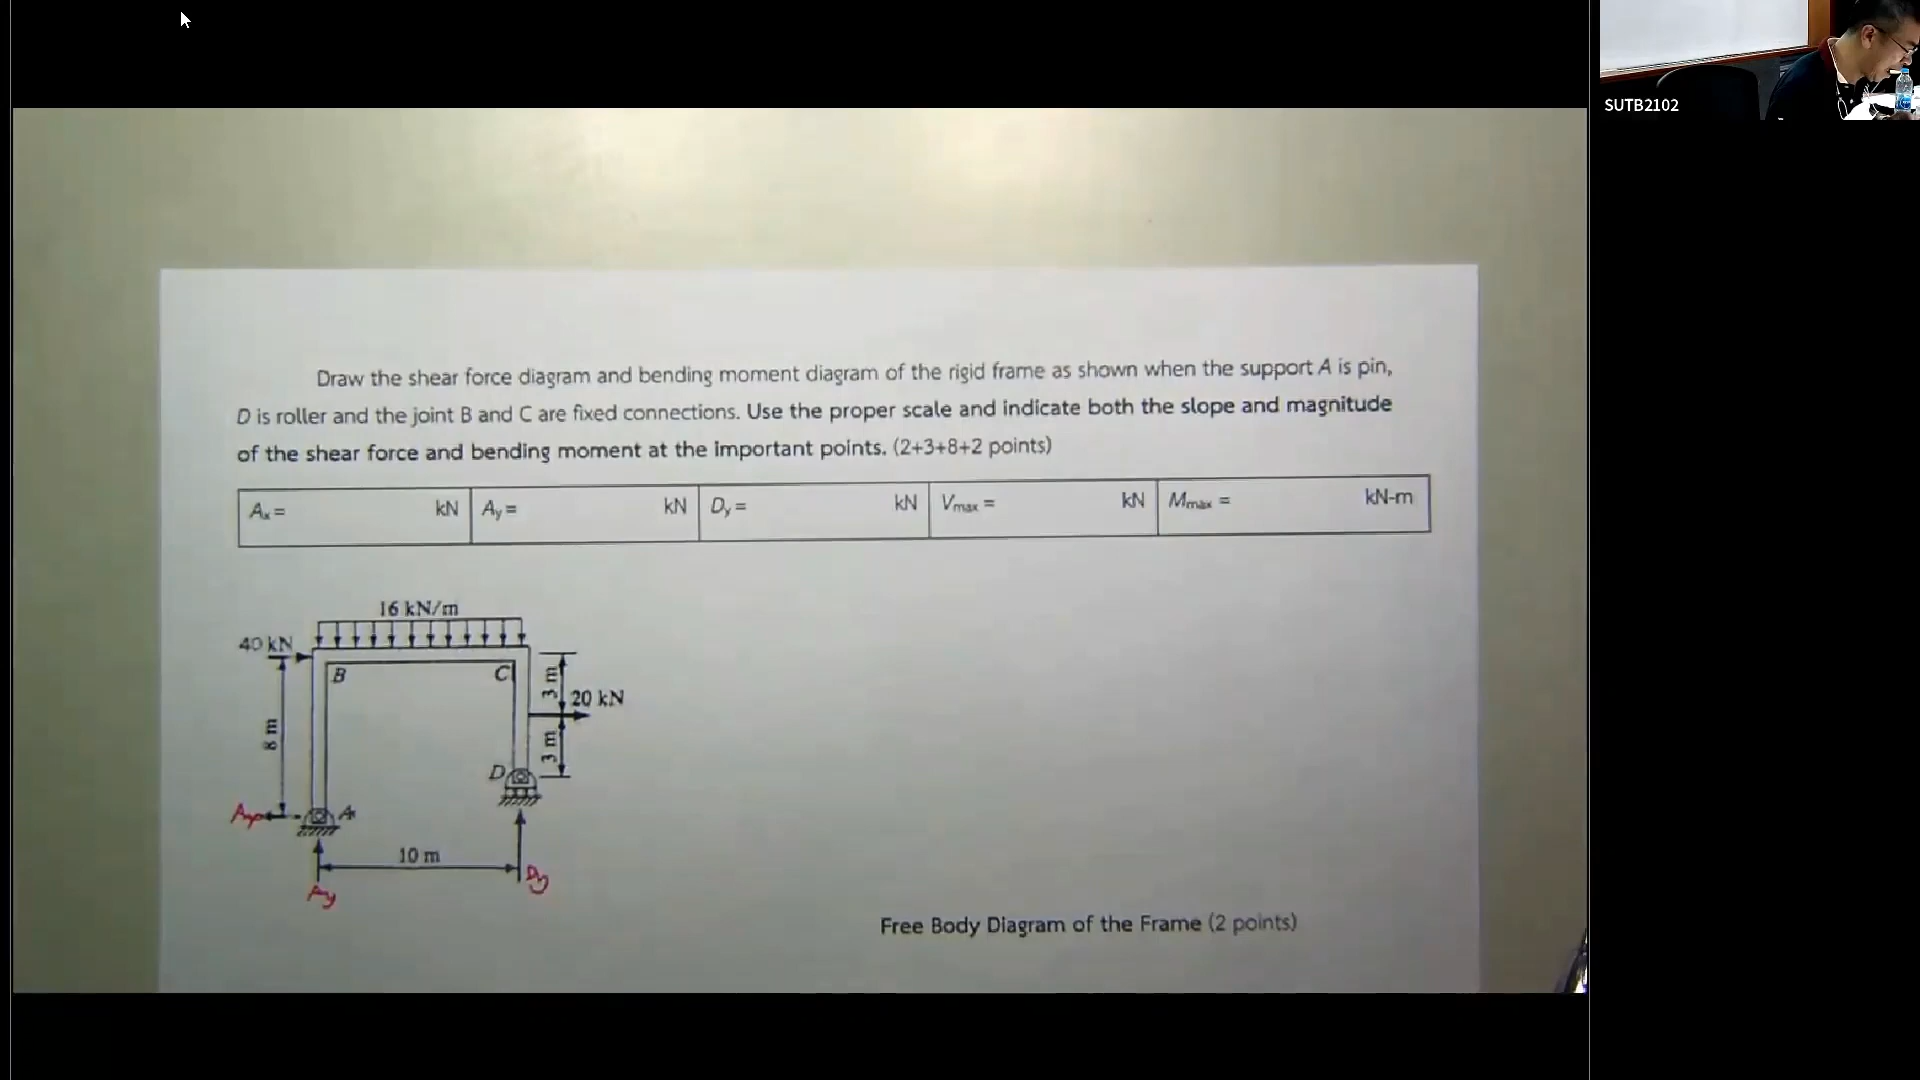 SUTB2102
Draw the shear force diagram and bending moment diagram of the rigid frame as shown when the support A is pin,
D is roller and the joint B and C are fixed connections. Use the proper scale and indicate both the slope and magnitude
of the shear force and bending moment at the important points. (2+3+8+2 points)
Ax = kN Ay = kN Dy = kN Vmax = kN Mmax = kN-m
16 kN/m
40 kN
B C
3 m
20 kN
8 m
3 m
D
Ax
A
10 m
Ay
Dy
Free Body Diagram of the Frame (2 points)